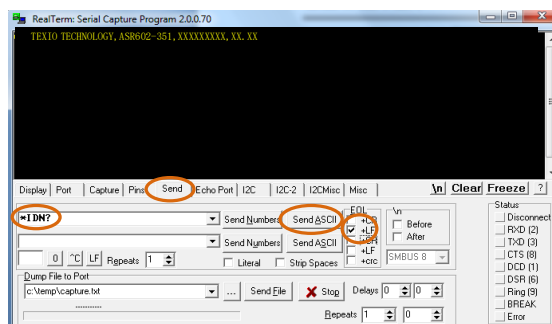 RealTerm: Serial Capture Program 2.0.0.70
TEXIO TECHNOLOGY,ASR602-351,XXXXXXXXX,XX.XX
Display Port Capture Pins Send Echo Port I2C I2C-2 I2CMisc Misc \n Clear Freeze ?
*IDN? Send Numbers Send ASCII
EOL
+CR
+LF
+CR
+LF
+crc
\n
Before
After
SMBUS 8
Send Numbers Send ASCII
0 ^C LF Repeats 1 Literal Strip Spaces
Dump File to Port
c:\temp\capture.txt ... Send File Stop Delays 0 0
Repeats 1 0
Status
Disconnect
RXD (2)
TXD (3)
CTS (8)
DCD (1)
DSR (6)
Ring (9)
BREAK
Error